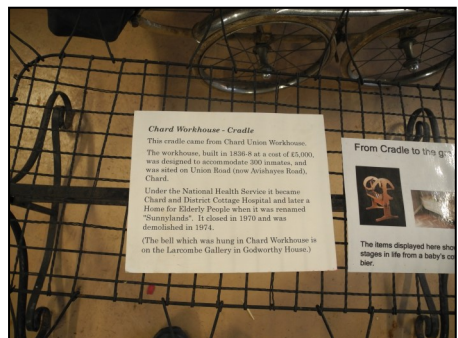 Chard Workhouse - Cradle
This cradle came from Chard Union Workhouse.
The workhouse, built in 1836-8 at a cost of £5,000,
was designed to accommodate 300 inmates, and
was sited on Union Road (now Avishayes Road),
Chard.
Under the National Health Service it became
Chard and District Cottage Hospital and later a
Home for Elderly People when it was renamed
"Sunnylands". It closed in 1970 and was
demolished in 1974.
(The bell which was hung in Chard Workhouse is
on the Larcombe Gallery in Godworthy House.)
From Cradle to the gra
The items displayed here show
stages in life from a baby's co
bier.